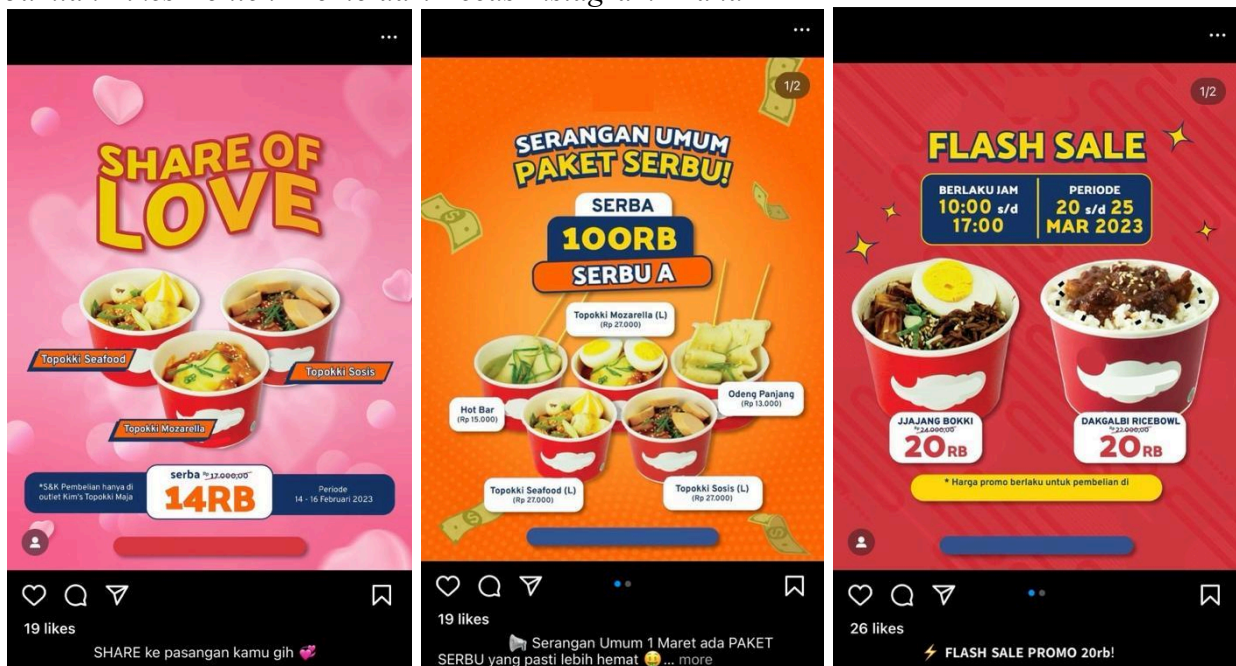 SHARE OF
LOVE
Topokki Seafood
Topokki Sosis
Topokki Mozarella
*S&K Pembelian hanya di
outlet Kim's Topokki Maja
serba Rp 17.000,00
14RB
Periode
14 - 16 Februari 2023
19 likes
SHARE ke pasangan kamu gih 💞
1/2
SERANGAN UMUM
PAKET SERBU!
SERBA
100RB
SERBU A
Topokki Mozarella (L)
(Rp 27.000)
Hot Bar
(Rp 15.000)
Odeng Panjang
(Rp 13.000)
Topokki Seafood (L)
(Rp 27.000)
Topokki Sosis (L)
(Rp 27.000)
19 likes
Serangan Umum 1 Maret ada PAKET
SERBU yang pasti lebih hemat 😆... more
1/2
FLASH SALE
BERLAKU JAM
10:00 s/d
17:00
PERIODE
20 s/d 25
MAR 2023
JJAJANG BOKKI
Rp 24.000,00
20RB
DAKGALBI RICEBOWL
Rp 22.000,00
20RB
* Harga promo berlaku untuk pembelian di
26 likes
⚡ FLASH SALE PROMO 20rb!